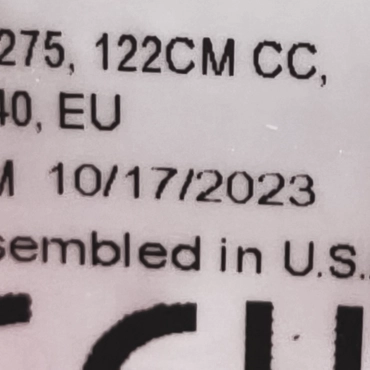 275, 122CM CC,
40, EU
M 10/17/2023
sembled in U.S.